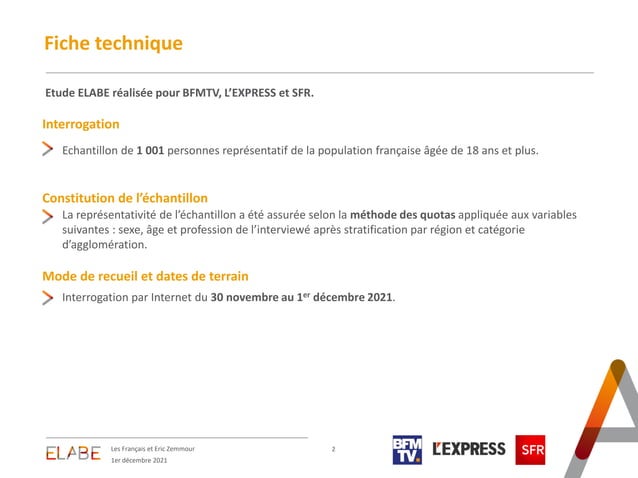 Fiche technique
Etude ELABE réalisée pour BFMTV, L’EXPRESS et SFR.
Interrogation
Echantillon de 1 001 personnes représentatif de la population française âgée de 18 ans et plus.
Constitution de l’échantillon
La représentativité de l’échantillon a été assurée selon la méthode des quotas appliquée aux variables
suivantes : sexe, âge et profession de l’interviewé après stratification par région et catégorie
d’agglomération.
Mode de recueil et dates de terrain
Interrogation par Internet du 30 novembre au 1er décembre 2021.
ELABE
Les Français et Eric Zemmour
1er décembre 2021
2
BFM
TV.
L'EXPRESS
SFR